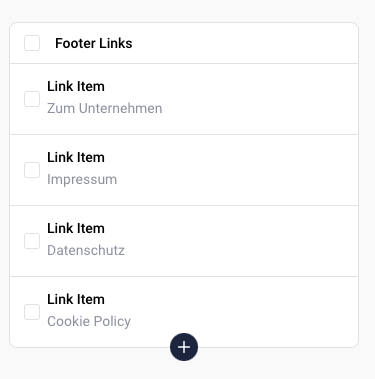 Footer Links
Link Item
Zum Unternehmen
Link Item
Impressum
Link Item
Datenschutz
Link Item
Cookie Policy